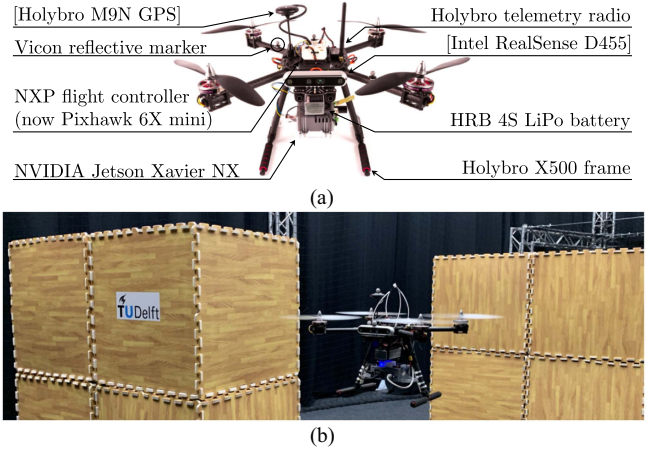 (a)
[Holybro M9N GPS]
Vicon reflective marker
NXP flight controller
(now Pixhawk 6X mini)
NVIDIA Jetson Xavier NX
Holybro telemetry radio
[Intel RealSense D455]
HRB 4S LiPo battery
Holybro X500 frame
(a)
TUDelft
(b)